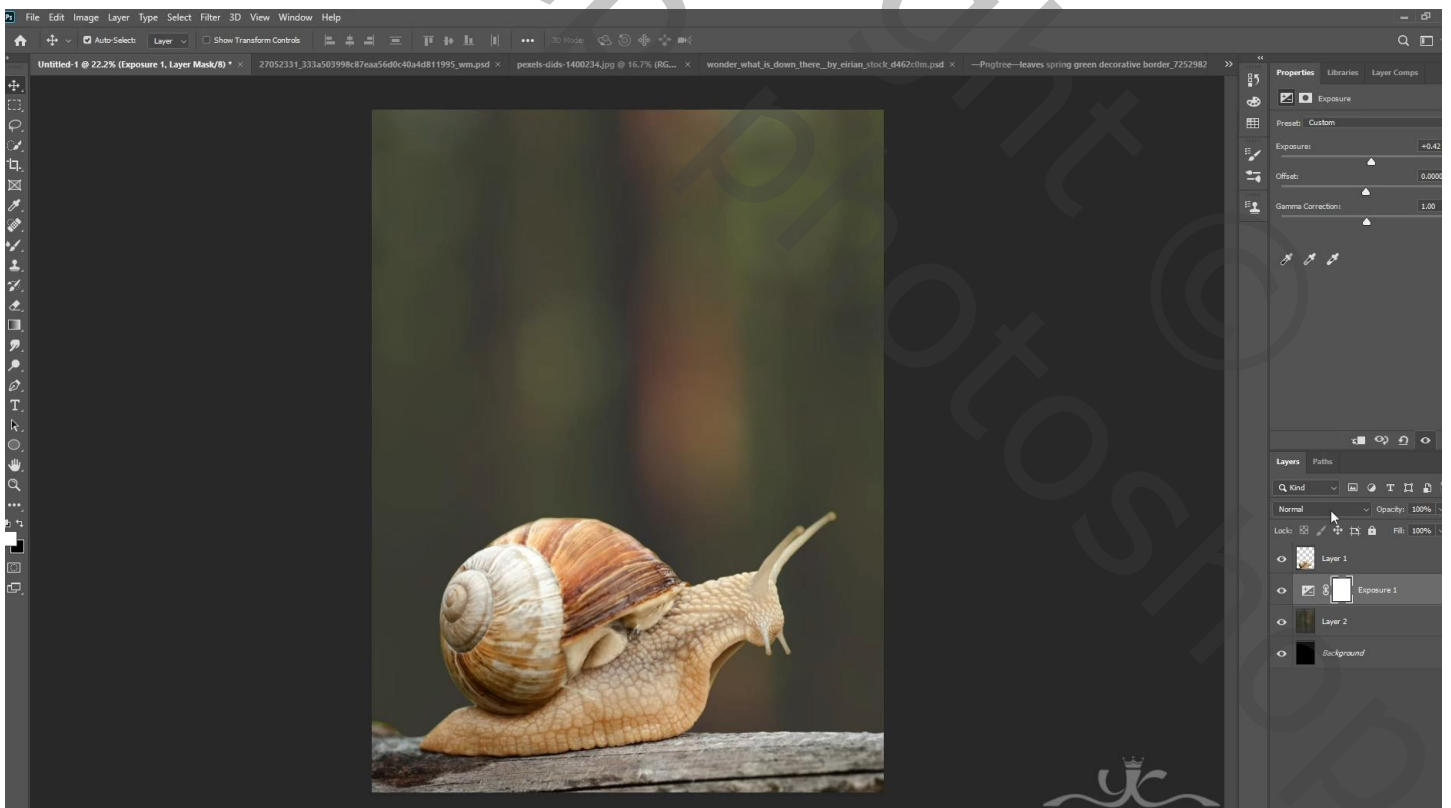 Ps File Edit Image Layer Type Select Filter 3D View Window Help
Auto-Select: Layer Show Transform Controls 3D Mode:
Untitled-1 @ 22.2% (Exposure 1, Layer Mask/8) * × 27052331_333a503998c87eaa56d0c40a4d811995_wm.psd × pexels-dids-1400234.jpg @ 16.7% (RG... × wonder_what_is_down_there__by_eirian_stock_d462c0m.psd × —Pngtree—leaves spring green decorative border_7252982
Properties Libraries Layer Comps
Exposure
Preset: Custom
Exposure: +0.42
Offset: 0.0000
Gamma Correction: 1.00
Layers Paths
Kind
Normal Opacity: 100%
Lock: Fill: 100%
Layer 1
Exposure 1
Layer 2
Background
photoshop